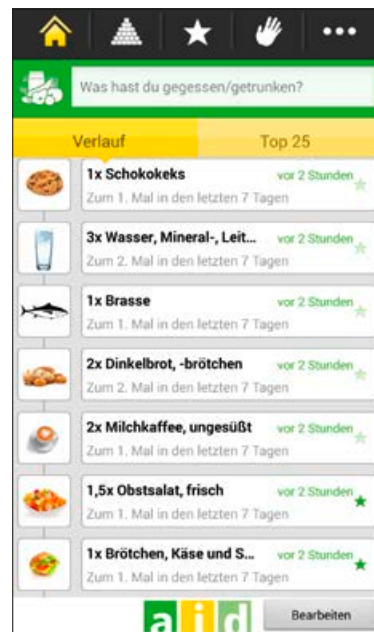 Was hast du gegessen/getrunken?
Verlauf Top 25
1x Schokokeks vor 2 Stunden
Zum 1. Mal in den letzten 7 Tagen
3x Wasser, Mineral-, Leit... vor 2 Stunden
Zum 2. Mal in den letzten 7 Tagen
1x Brasse vor 2 Stunden
Zum 1. Mal in den letzten 7 Tagen
2x Dinkelbrot, -brötchen vor 2 Stunden
Zum 2. Mal in den letzten 7 Tagen
2x Milchkaffee, ungesüßt vor 2 Stunden
Zum 1. Mal in den letzten 7 Tagen
1,5x Obstsalat, frisch vor 2 Stunden
Zum 1. Mal in den letzten 7 Tagen
1x Brötchen, Käse und S... vor 2 Stunden
Zum 1. Mal in den letzten 7 Tagen
aid Bearbeiten